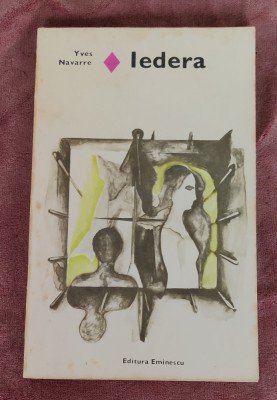 Yves
Navarre
Iedera
Editura Eminescu